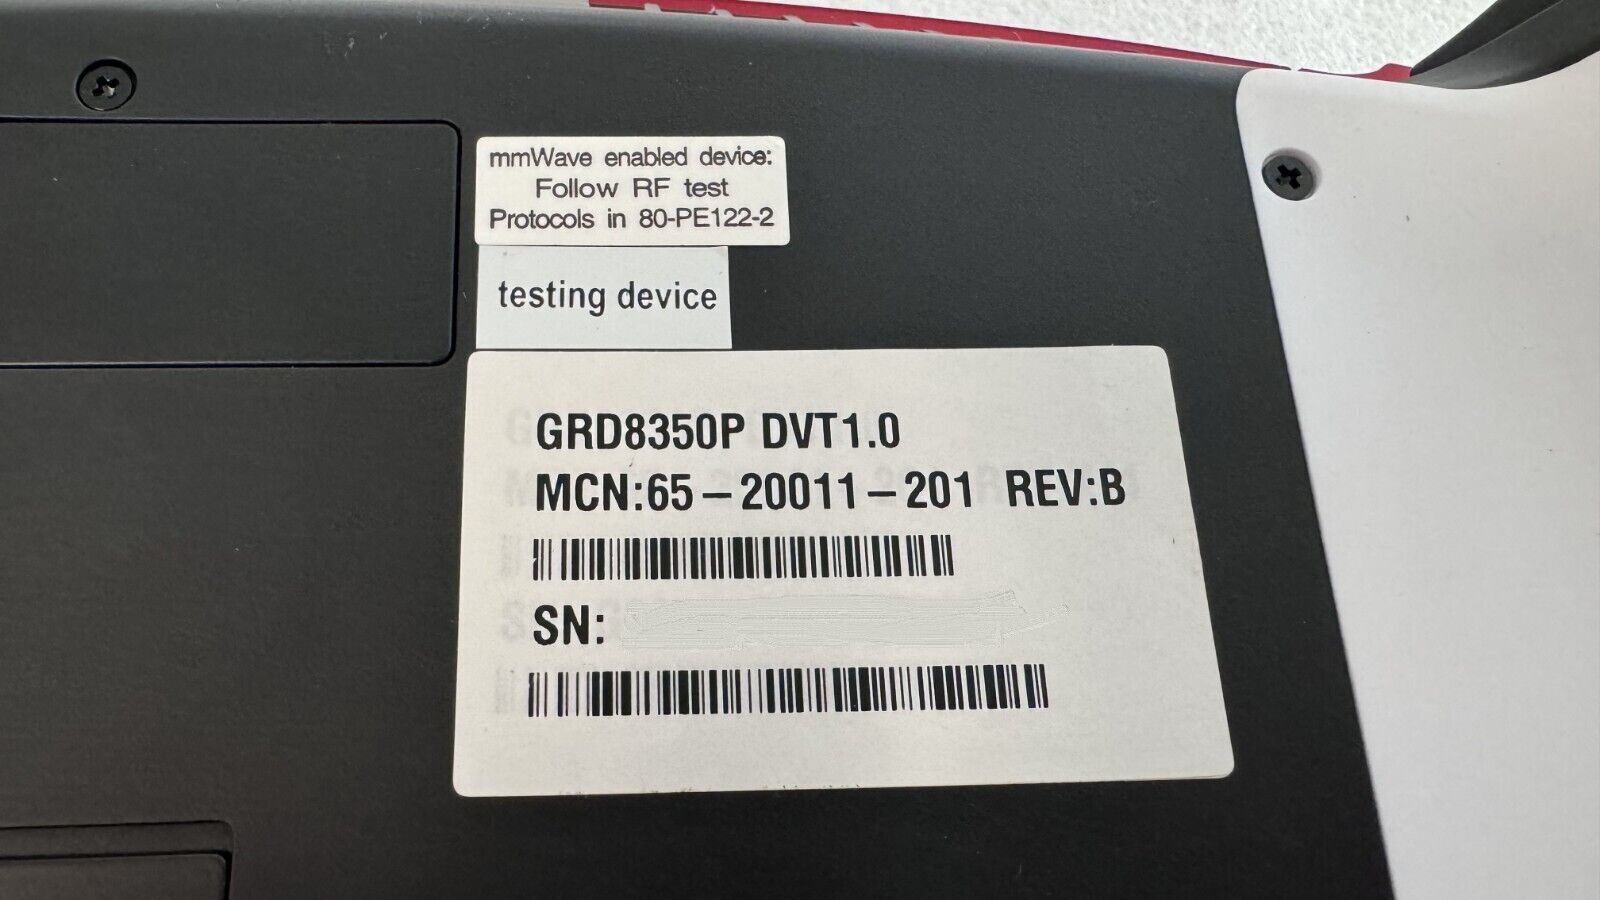 mmWave enabled device:
Follow RF test
Protocols in 80-PE122-2
testing device
GRD8350P DVT1.0
MCN:65-20011-201 REV:B
SN: